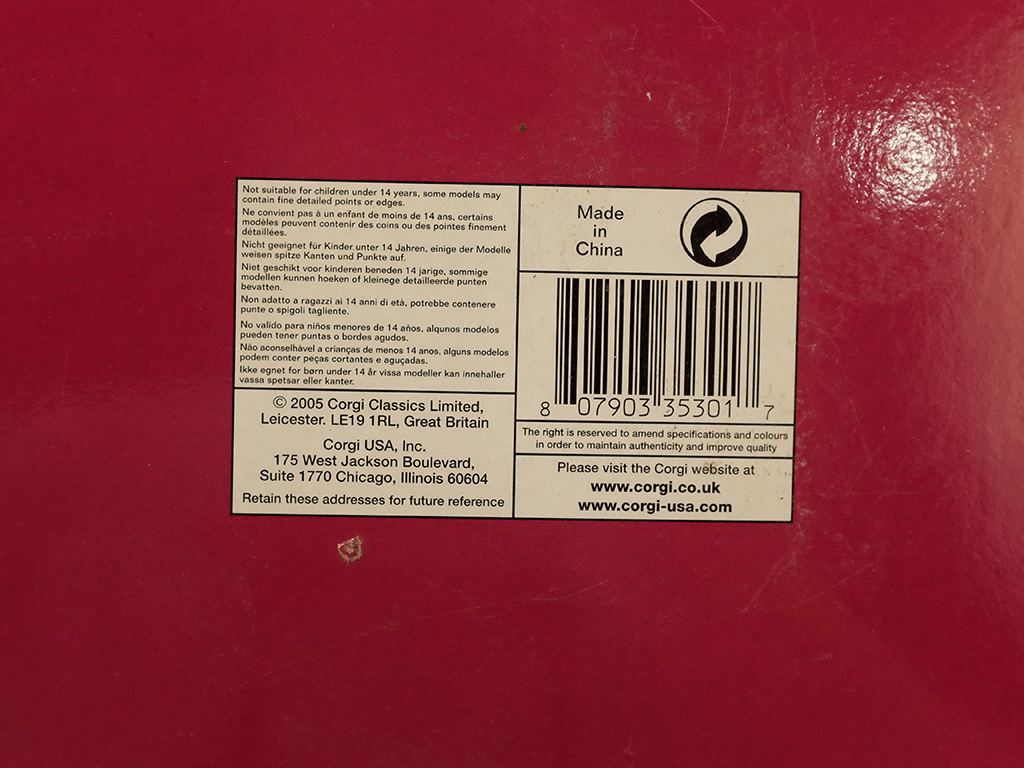 Not suitable for children under 14 years, some models may
contain fine detailed points or edges.
Ne convient pas à un enfant de moins de 14 ans, certains
modèles peuvent contenir des coins ou des pointes finement
détaillées.
Nicht geeignet für Kinder unter 14 Jahren, einige der Modelle
weisen spitze Kanten und Punkte auf.
Niet geschikt voor kinderen beneden 14 jarige, sommige
modellen kunnen hoeken of kleinege detailleerde punten
bevatten.
Non adatto a ragazzi ai 14 anni di età, potrebbe contenere
punte o spigoli tagliente.
No valido para niños menores de 14 años, alqunos modelos
pueden tener puntas o bordes agudos.
Não aconselhàvel a crianças de menos 14 anos, alguns modelos
podem conter peças cortantes e aguçadas.
Ikke egnet for børn under 14 år vissa modeller kan innehaller
vassa spetsar eller kanter.
© 2005 Corgi Classics Limited,
Leicester. LE19 1RL, Great Britain
Corgi USA, Inc.
175 West Jackson Boulevard,
Suite 1770 Chicago, Illinois 60604
Retain these addresses for future reference
Made
in
China
8 07903 35301 7
The right is reserved to amend specifications and colours
in order to maintain authenticity and improve quality
Please visit the Corgi website at
www.corgi.co.uk
www.corgi-usa.com